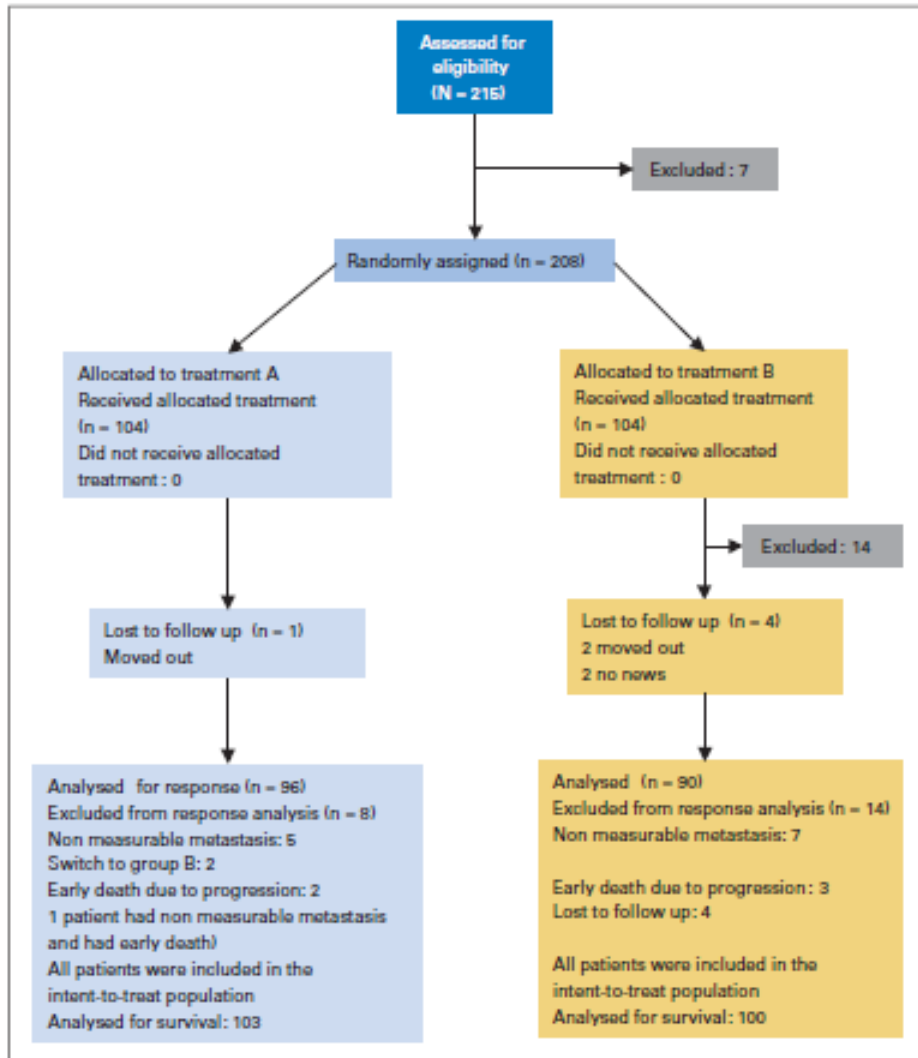 Assessed for
eligibility
(N = 215)
Excluded : 7
Randomly assigned (n = 208)
Allocated to treatment A
Received allocated treatment
(n = 104)
Did not receive allocated
treatment : 0
Allocated to treatment B
Received allocated treatment
(n = 104)
Did not receive allocated
treatment : 0
Excluded : 14
Lost to follow up (n = 1)
Moved out
Lost to follow up (n = 4)
2 moved out
2 no news
Analysed for response (n = 96)
Excluded from response analysis (n = 8)
Non measurable metastasis: 5
Switch to group B: 2
Early death due to progression: 2
1 patient had non measurable metastasis
and had early death)
All patients were included in the
intent-to-treat population
Analysed for survival: 103
Analysed (n = 90)
Excluded from response analysis (n = 14)
Non measurable metastasis: 7
Early death due to progression : 3
Lost to follow up: 4
All patients were included in the
intent-to-treat population
Analysed for survival: 100